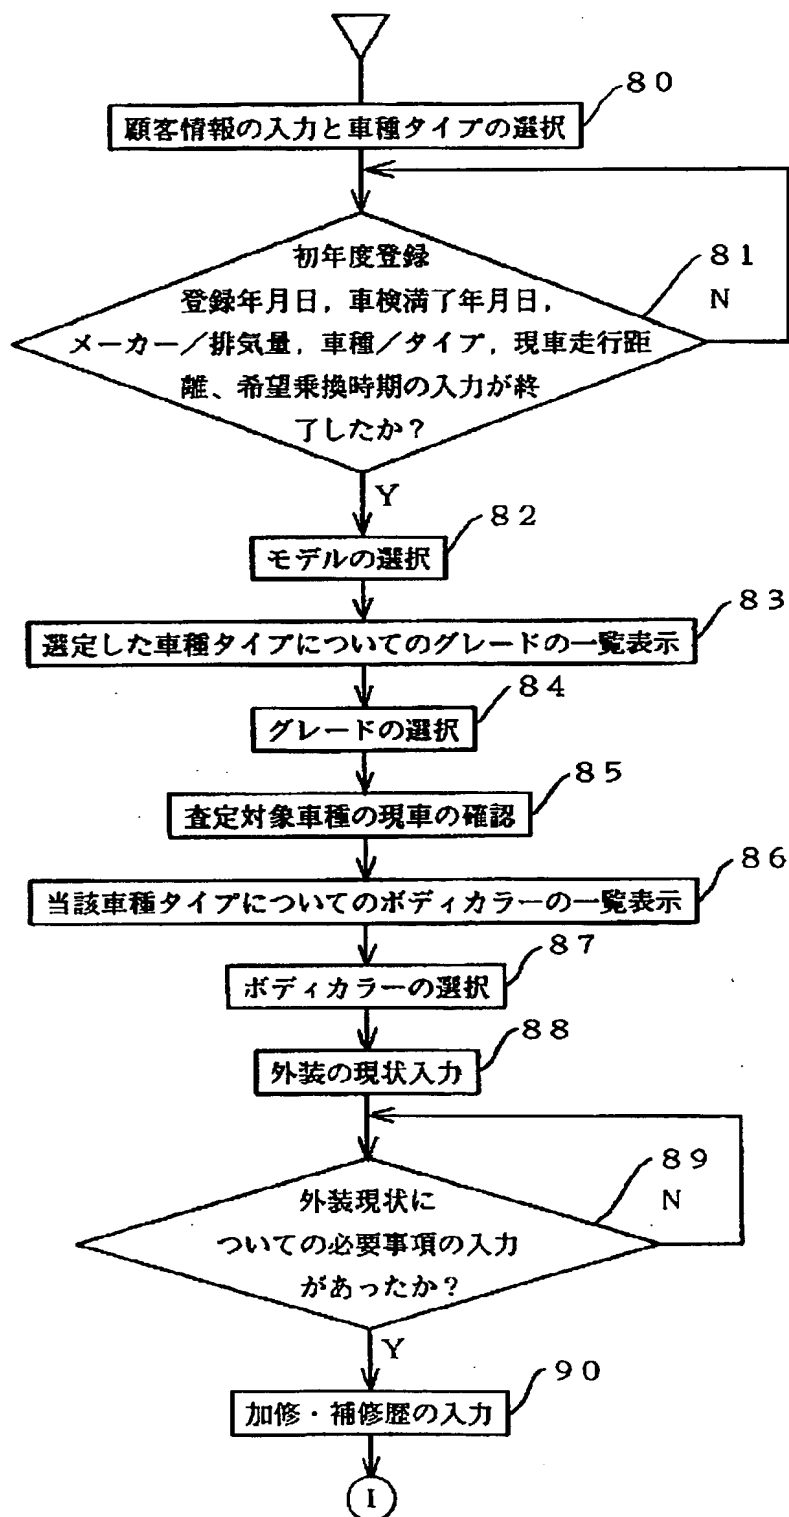 80
顧客情報の入力と車種タイプの選択
初年度登録
81
登録年月日，車検満了年月日，
N
メーカー／排気量，車種／タイプ，現車走行距
離、希望乗換時期の入力が終
了したか？
Y
82
モデルの選択
83
選定した車種タイプについてのグレードの一覧表示
84
グレードの選択
85
査定対象車種の現車の確認
86
当該車種タイプについてのボディカラーの一覧表示
87
ボディカラーの選択
88
外装の現状入力
89
外装現状に
N
ついての必要事項の入力
があったか？
Y
90
加修・補修歴の入力
I